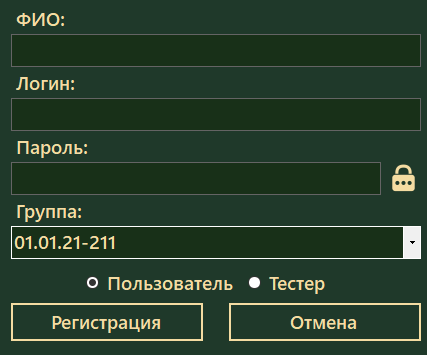 ФИО:
Логин:
Пароль:
Группа:
01.01.21-211
Пользователь Тестер
Регистрация Отмена